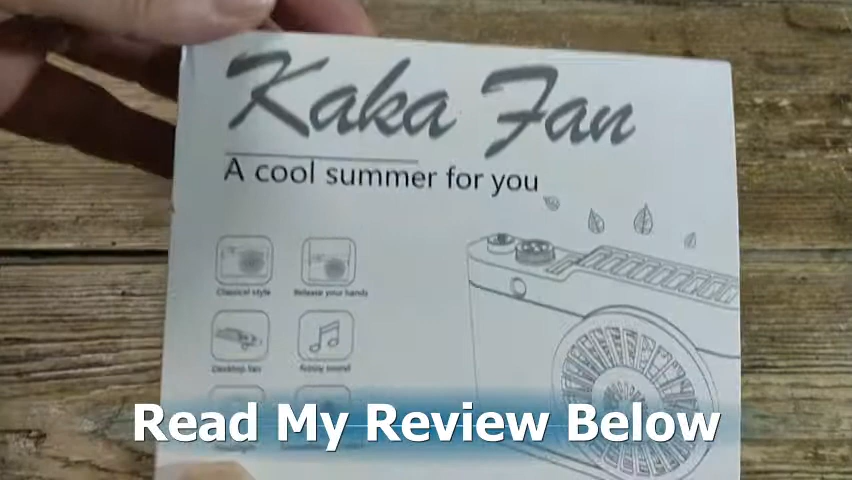 Kaka Fan
A cool summer for you
Classical style
Release your hands
Desktop fan
Read My Review Below